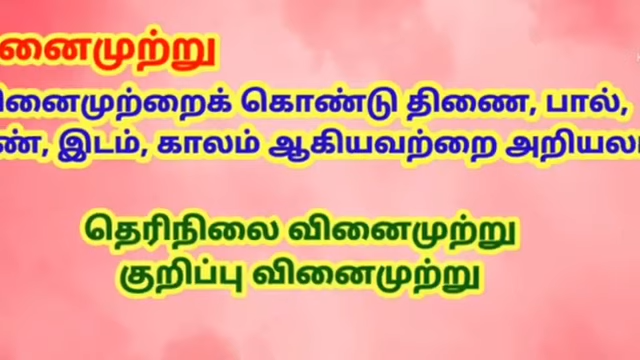 னைமுற்று
வினைமுற்றைக் கொண்டு திணை, பால்,
ண், இடம், காலம் ஆகியவற்றை அறியலா
தெரிநிலை வினைமுற்று
குறிப்பு வினைமுற்று